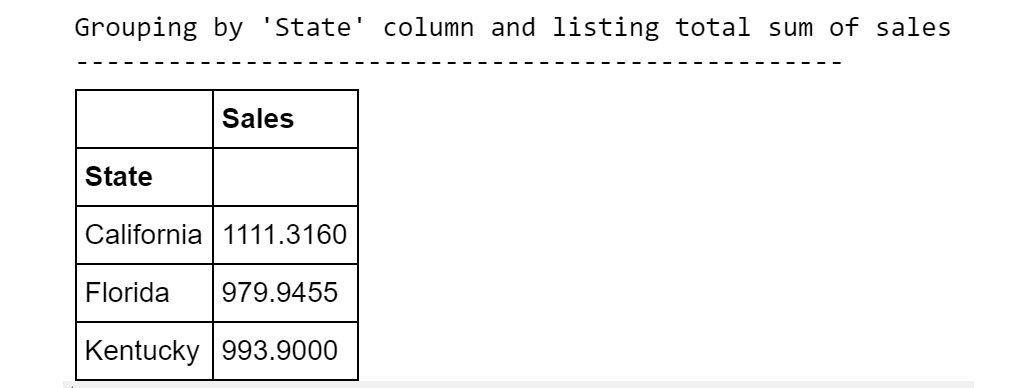 Grouping by 'State' column and listing total sum of sales
--------------------------------------------------
Sales
State
California 1111.3160
Florida 979.9455
Kentucky 993.9000